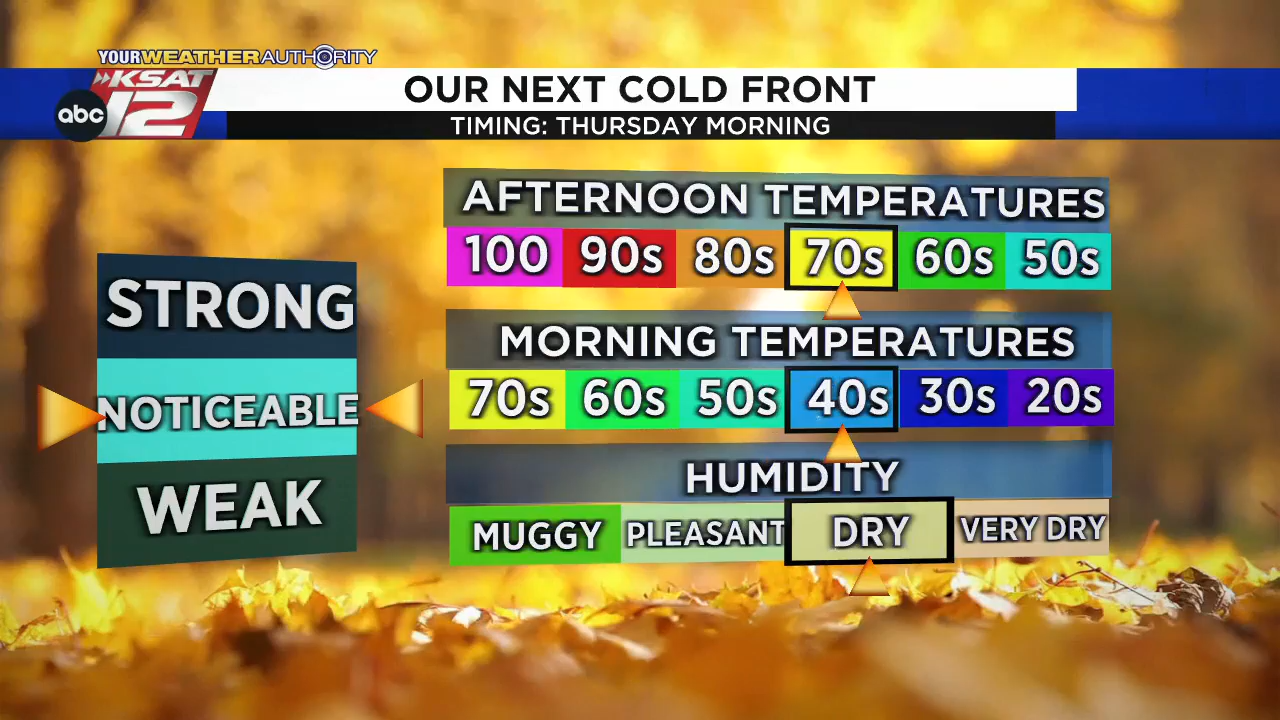 YOURWEATHERAUTHORITY
KSAT
abc 12
OUR NEXT COLD FRONT
TIMING: THURSDAY MORNING
AFTERNOON TEMPERATURES
100 90s 80s 70s 60s 50s
STRONG
NOTICEABLE
WEAK
MORNING TEMPERATURES
70s 60s 50s 40s 30s 20s
HUMIDITY
MUGGY PLEASANT DRY VERY DRY